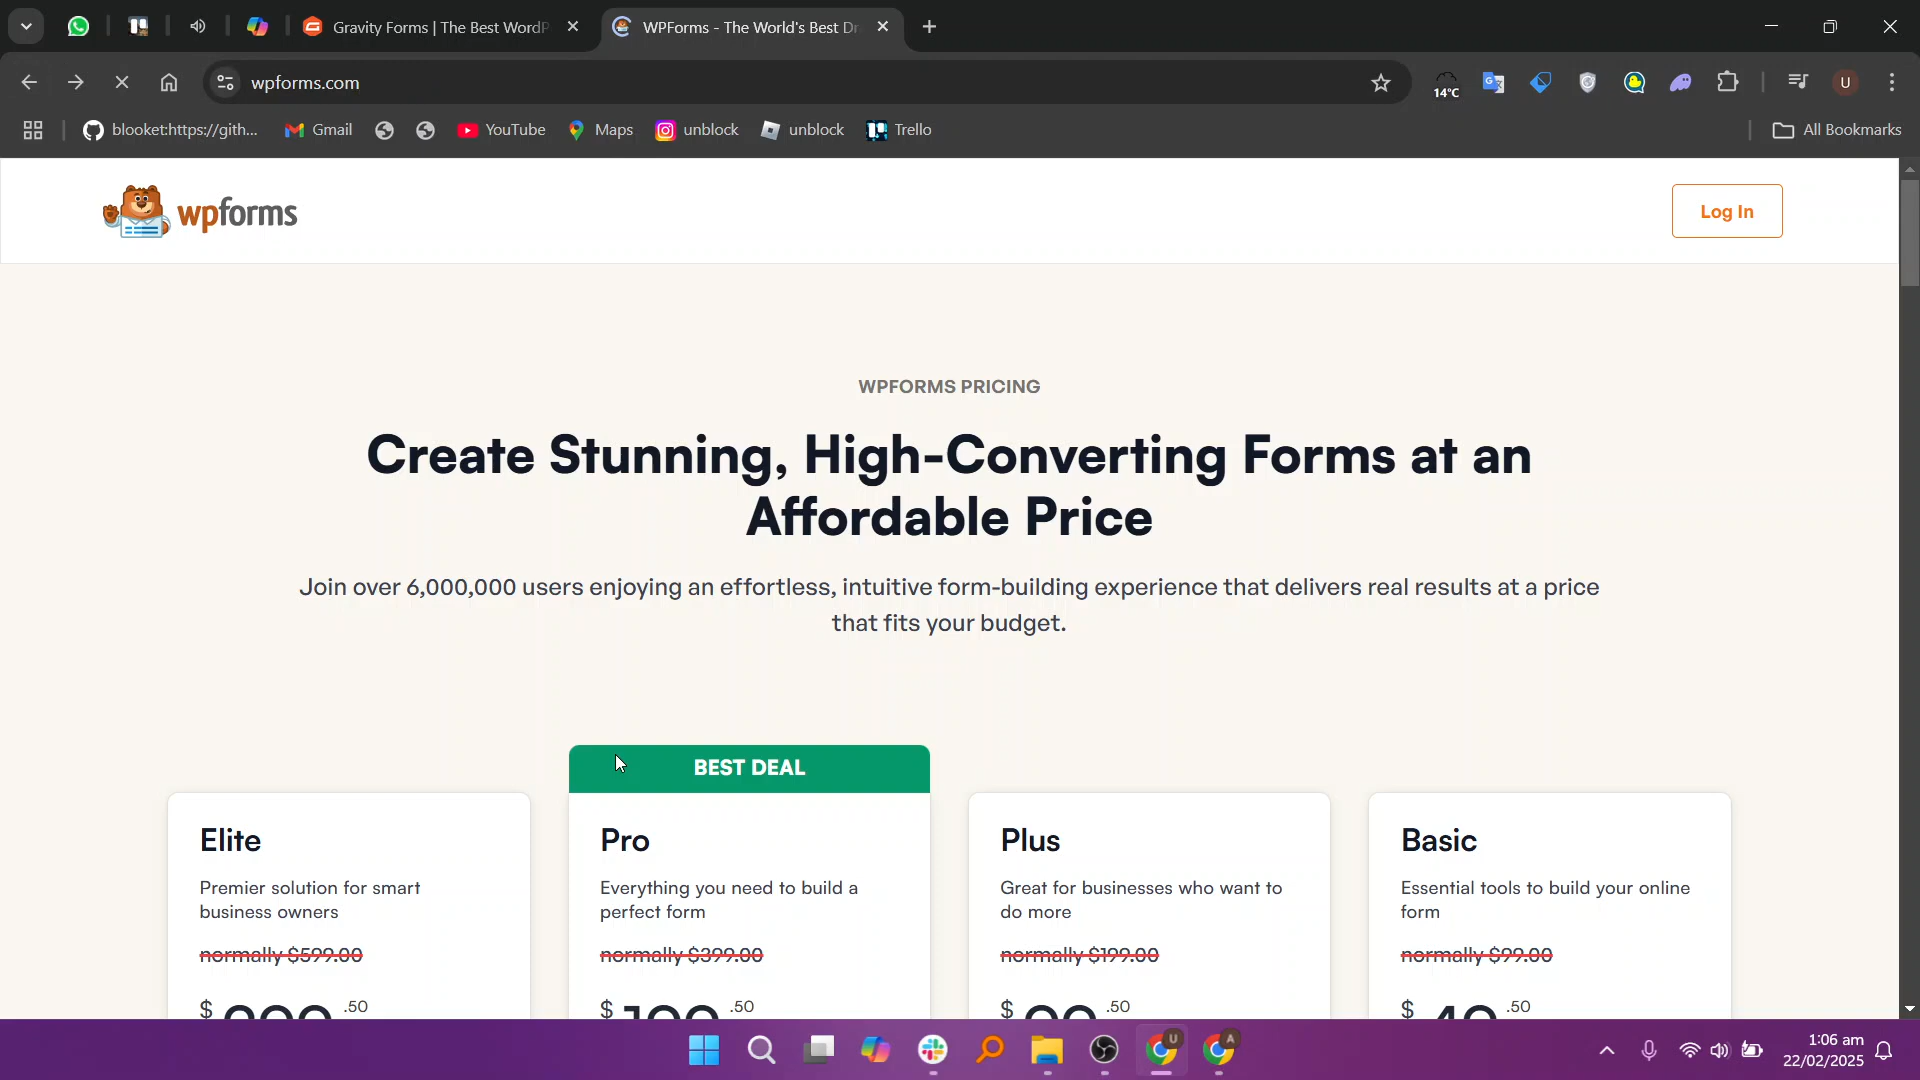 Gravity Forms | The Best WordP
WPForms - The World's Best Dr
wpforms.com
14°C
U
blooket:https://gith...
Gmail
YouTube
Maps
unblock
unblock
Trello
All Bookmarks
wpforms
Log In
WPFORMS PRICING
Create Stunning, High-Converting Forms at an
Affordable Price
Join over 6,000,000 users enjoying an effortless, intuitive form-building experience that delivers real results at a price
that fits your budget.
BEST DEAL
Elite
Premier solution for smart
business owners
normally $599.00
$ .50
Pro
Everything you need to build a
perfect form
normally $399.00
$ .50
Plus
Great for businesses who want to
do more
normally $199.00
$ .50
Basic
Essential tools to build your online
form
normally $99.00
$ .50
U
A
1:06 am
22/02/2025